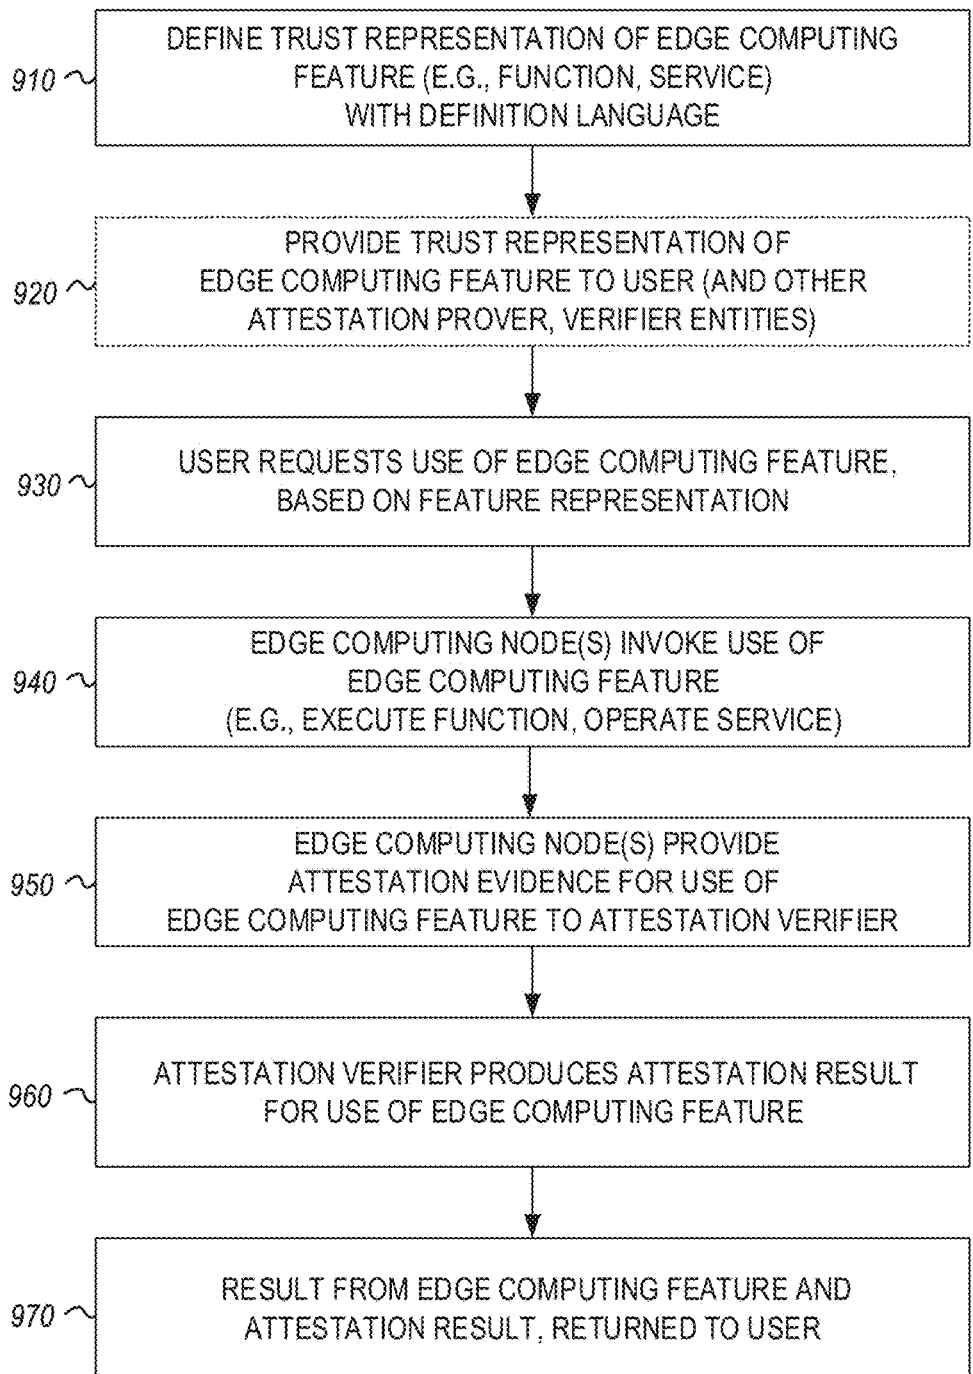 910
DEFINE TRUST REPRESENTATION OF EDGE COMPUTING
FEATURE (E.G., FUNCTION, SERVICE)
WITH DEFINITION LANGUAGE
920
PROVIDE TRUST REPRESENTATION OF
EDGE COMPUTING FEATURE TO USER (AND OTHER
ATTESTATION PROVER, VERIFIER ENTITIES)
930
USER REQUESTS USE OF EDGE COMPUTING FEATURE,
BASED ON FEATURE REPRESENTATION
940
EDGE COMPUTING NODE(S) INVOKE USE OF
EDGE COMPUTING FEATURE
(E.G., EXECUTE FUNCTION, OPERATE SERVICE)
950
EDGE COMPUTING NODE(S) PROVIDE
ATTESTATION EVIDENCE FOR USE OF
EDGE COMPUTING FEATURE TO ATTESTATION VERIFIER
960
ATTESTATION VERIFIER PRODUCES ATTESTATION RESULT
FOR USE OF EDGE COMPUTING FEATURE
970
RESULT FROM EDGE COMPUTING FEATURE AND
ATTESTATION RESULT, RETURNED TO USER